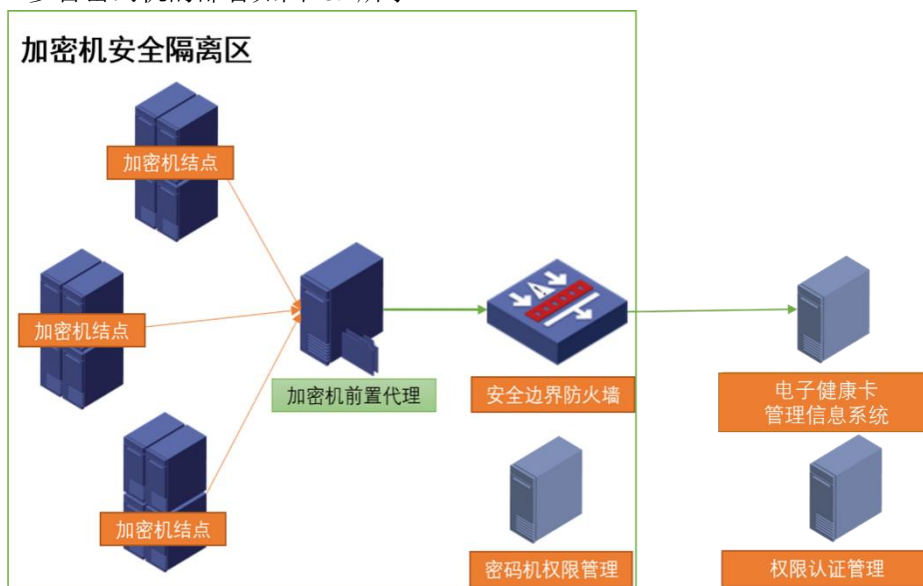 加密机安全隔离区
加密机结点
加密机结点
加密机前置代理
安全边界防火墙
电子健康卡
管理信息系统
加密机结点
密码机权限管理
权限认证管理